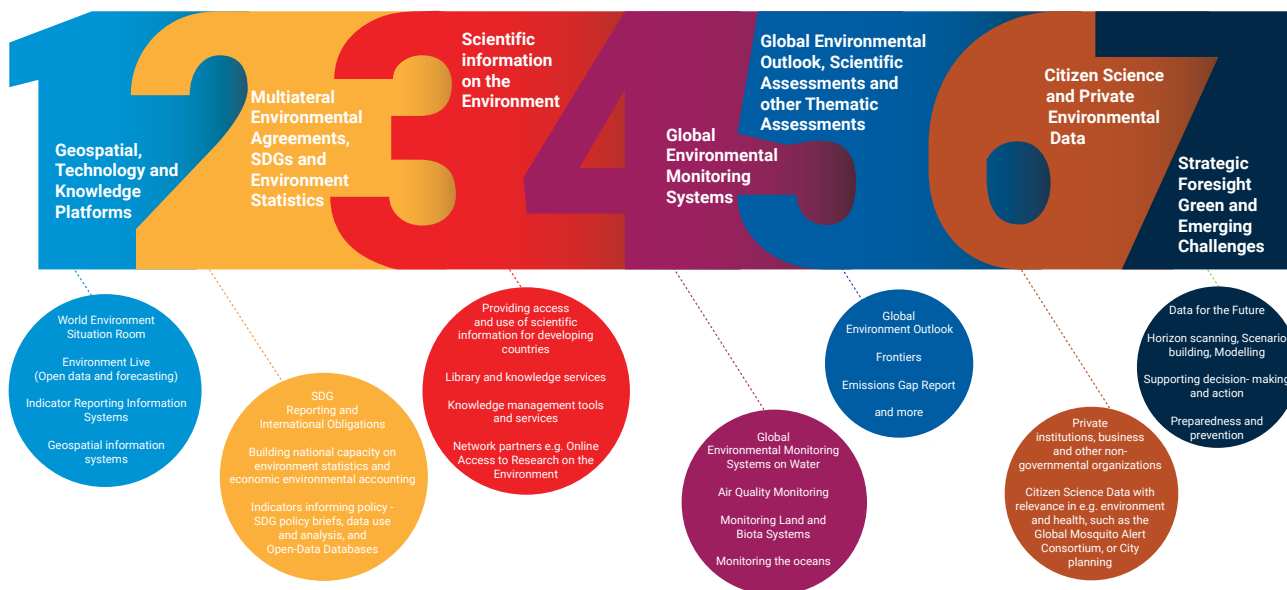 1
Geospatial,
Technology and
Knowledge
Platforms
2
Multiateral
Environmental
Agreements,
SDGs and
Environment
Statistics
3
Scientific
information
on the
Environment
4
Global
Environmental
Monitoring
Systems
5
Global Environmental
Outlook, Scientific
Assessments and
other Thematic
Assessments
6
Citizen Science
and Private
Environmental
Data
7
Strategic
Foresight
Green and
Emerging
Challenges
World Environment
Situation Room
Environment Live
(Open data and forecasting)
Indicator Reporting Information
Systems
Geospatial information
systems
SDG
Reporting and
International Obligations
Building national capacity on
environment statistics and
economic environmental accounting
Indicators informing policy -
SDG policy briefs, data use
and analysis, and
Open-Data Databases
Providing access
and use of scientific
information for developing
countries
Library and knowledge services
Knowledge management tools
and services
Network partners e.g. Online
Access to Research on the
Environment
Global
Environmental Monitoring
Systems on Water
Air Quality Monitoring
Monitoring Land and
Biota Systems
Monitoring the oceans
Global
Environment Outlook
Frontiers
Emissions Gap Report
and more
Private
institutions, business
and other non-
governmental organizations
Citizen Science Data with
relevance in e.g. environment
and health, such as the
Global Mosquito Alert
Consortium, or City
planning
Data for the Future
Horizon scanning, Scenario
building, Modelling
Supporting decision- making
and action
Preparedness and
prevention